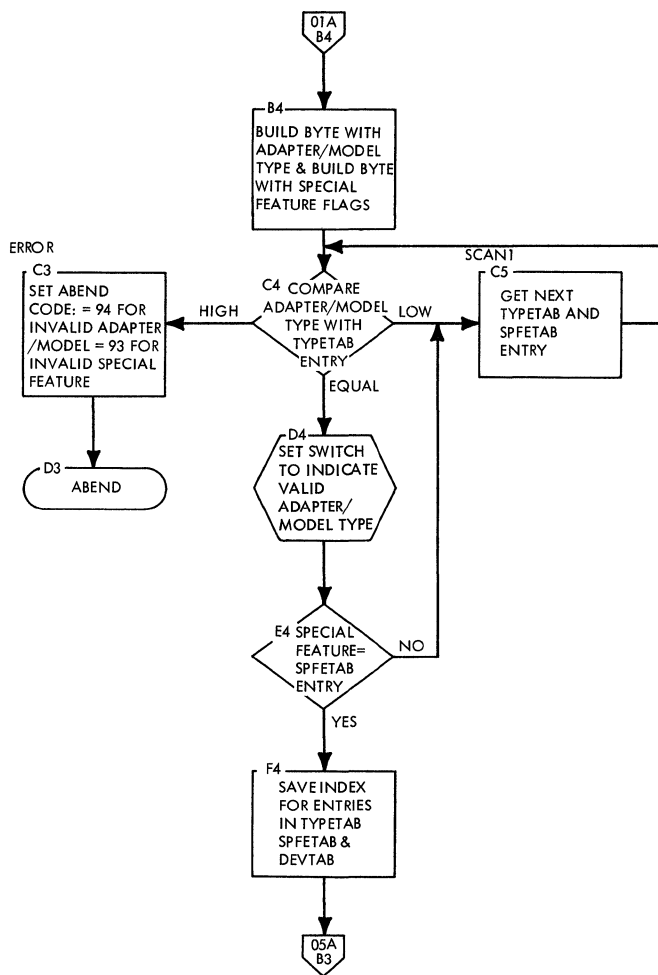 01A
B4
B4
BUILD BYTE WITH
ADAPTER/MODEL
TYPE & BUILD BYTE
WITH SPECIAL
FEATURE FLAGS
ERROR
SCAN1
C3
SET ABEND
CODE: = 94 FOR
INVALID ADAPTER
/MODEL = 93 FOR
INVALID SPECIAL
FEATURE
HIGH
C4
COMPARE
ADAPTER/MODEL
TYPE WITH
TYPETAB
ENTRY
LOW
C5
GET NEXT
TYPETAB AND
SPFETAB
ENTRY
EQUAL
D3
ABEND
D4
SET SWITCH
TO INDICATE
VALID
ADAPTER/
MODEL TYPE
E4
SPECIAL
FEATURE=
SPFETAB
ENTRY
NO
YES
F4
SAVE INDEX
FOR ENTRIES
IN TYPETAB
SPFETAB &
DEVTAB
05A
B3